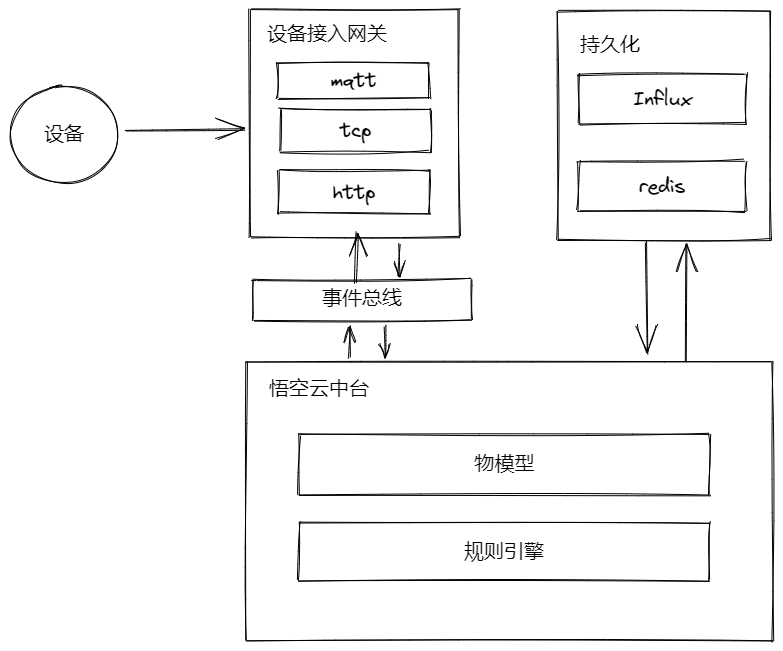 设备
设备接入网关
mqtt
tcp
http
持久化
Influx
redis
事件总线
悟空云中台
物模型
规则引擎